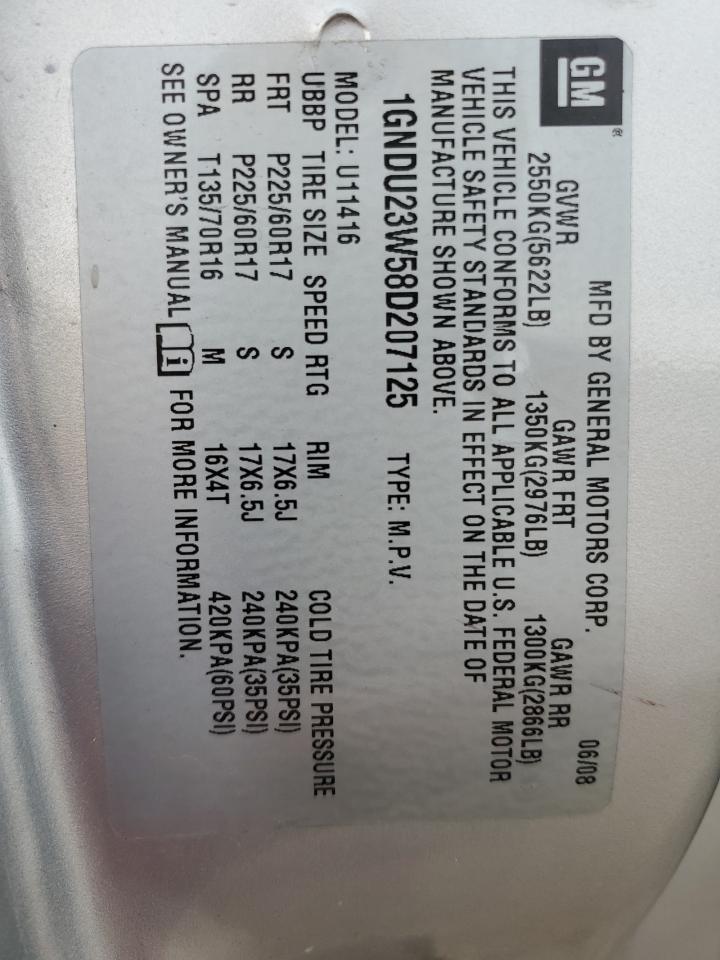 GM®
MFD BY GENERAL MOTORS CORP. 06/08
GVWR GAWR FRT GAWR RR
2550KG(5622LB) 1350KG(2976LB) 1300KG(2866LB)
THIS VEHICLE CONFORMS TO ALL APPLICABLE U.S. FEDERAL MOTOR
VEHICLE SAFETY STANDARDS IN EFFECT ON THE DATE OF
MANUFACTURE SHOWN ABOVE.
1GNDU23W58D207125 TYPE: M.P.V.
MODEL: U11416
UBBP TIRE SIZE SPEED RTG RIM COLD TIRE PRESSURE
FRT P225/60R17 S 17X6.5J 240KPA(35PSI)
RR P225/60R17 S 17X6.5J 240KPA(35PSI)
SPA T135/70R16 M 16X4T 420KPA(60PSI)
SEE OWNER'S MANUAL i FOR MORE INFORMATION.